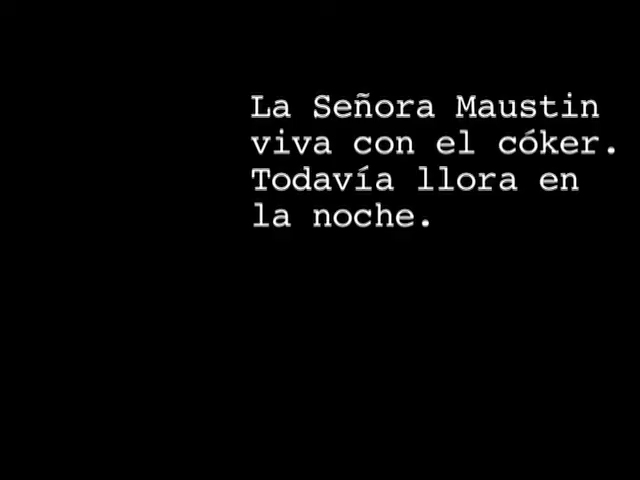 La Señora Maustin
viva con el cóker.
Todavía llora en
la noche.